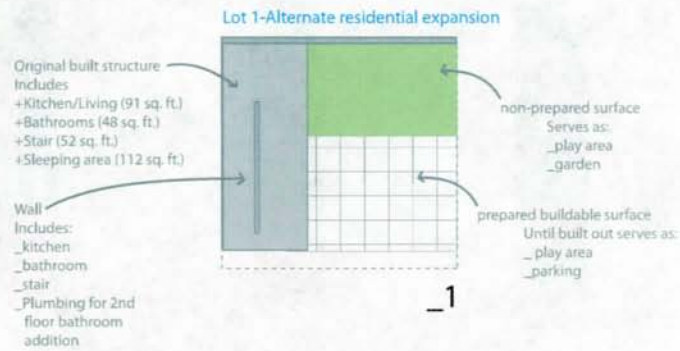 Lot 1-Alternate residential expansion
Original built structure
Includes
+Kitchen/Living (91 sq. ft.)
+Bathrooms (48 sq. ft.)
+Stair (52 sq. ft.)
+Sleeping area (112 sq. ft.)
Wall
Includes:
_kitchen
_bathroom
_stair
_Plumbing for 2nd
floor bathroom
addition
non-prepared surface
Serves as:
_play area
_garden
prepared buildable surface
Until built out serves as:
_ play area
_parking
_1